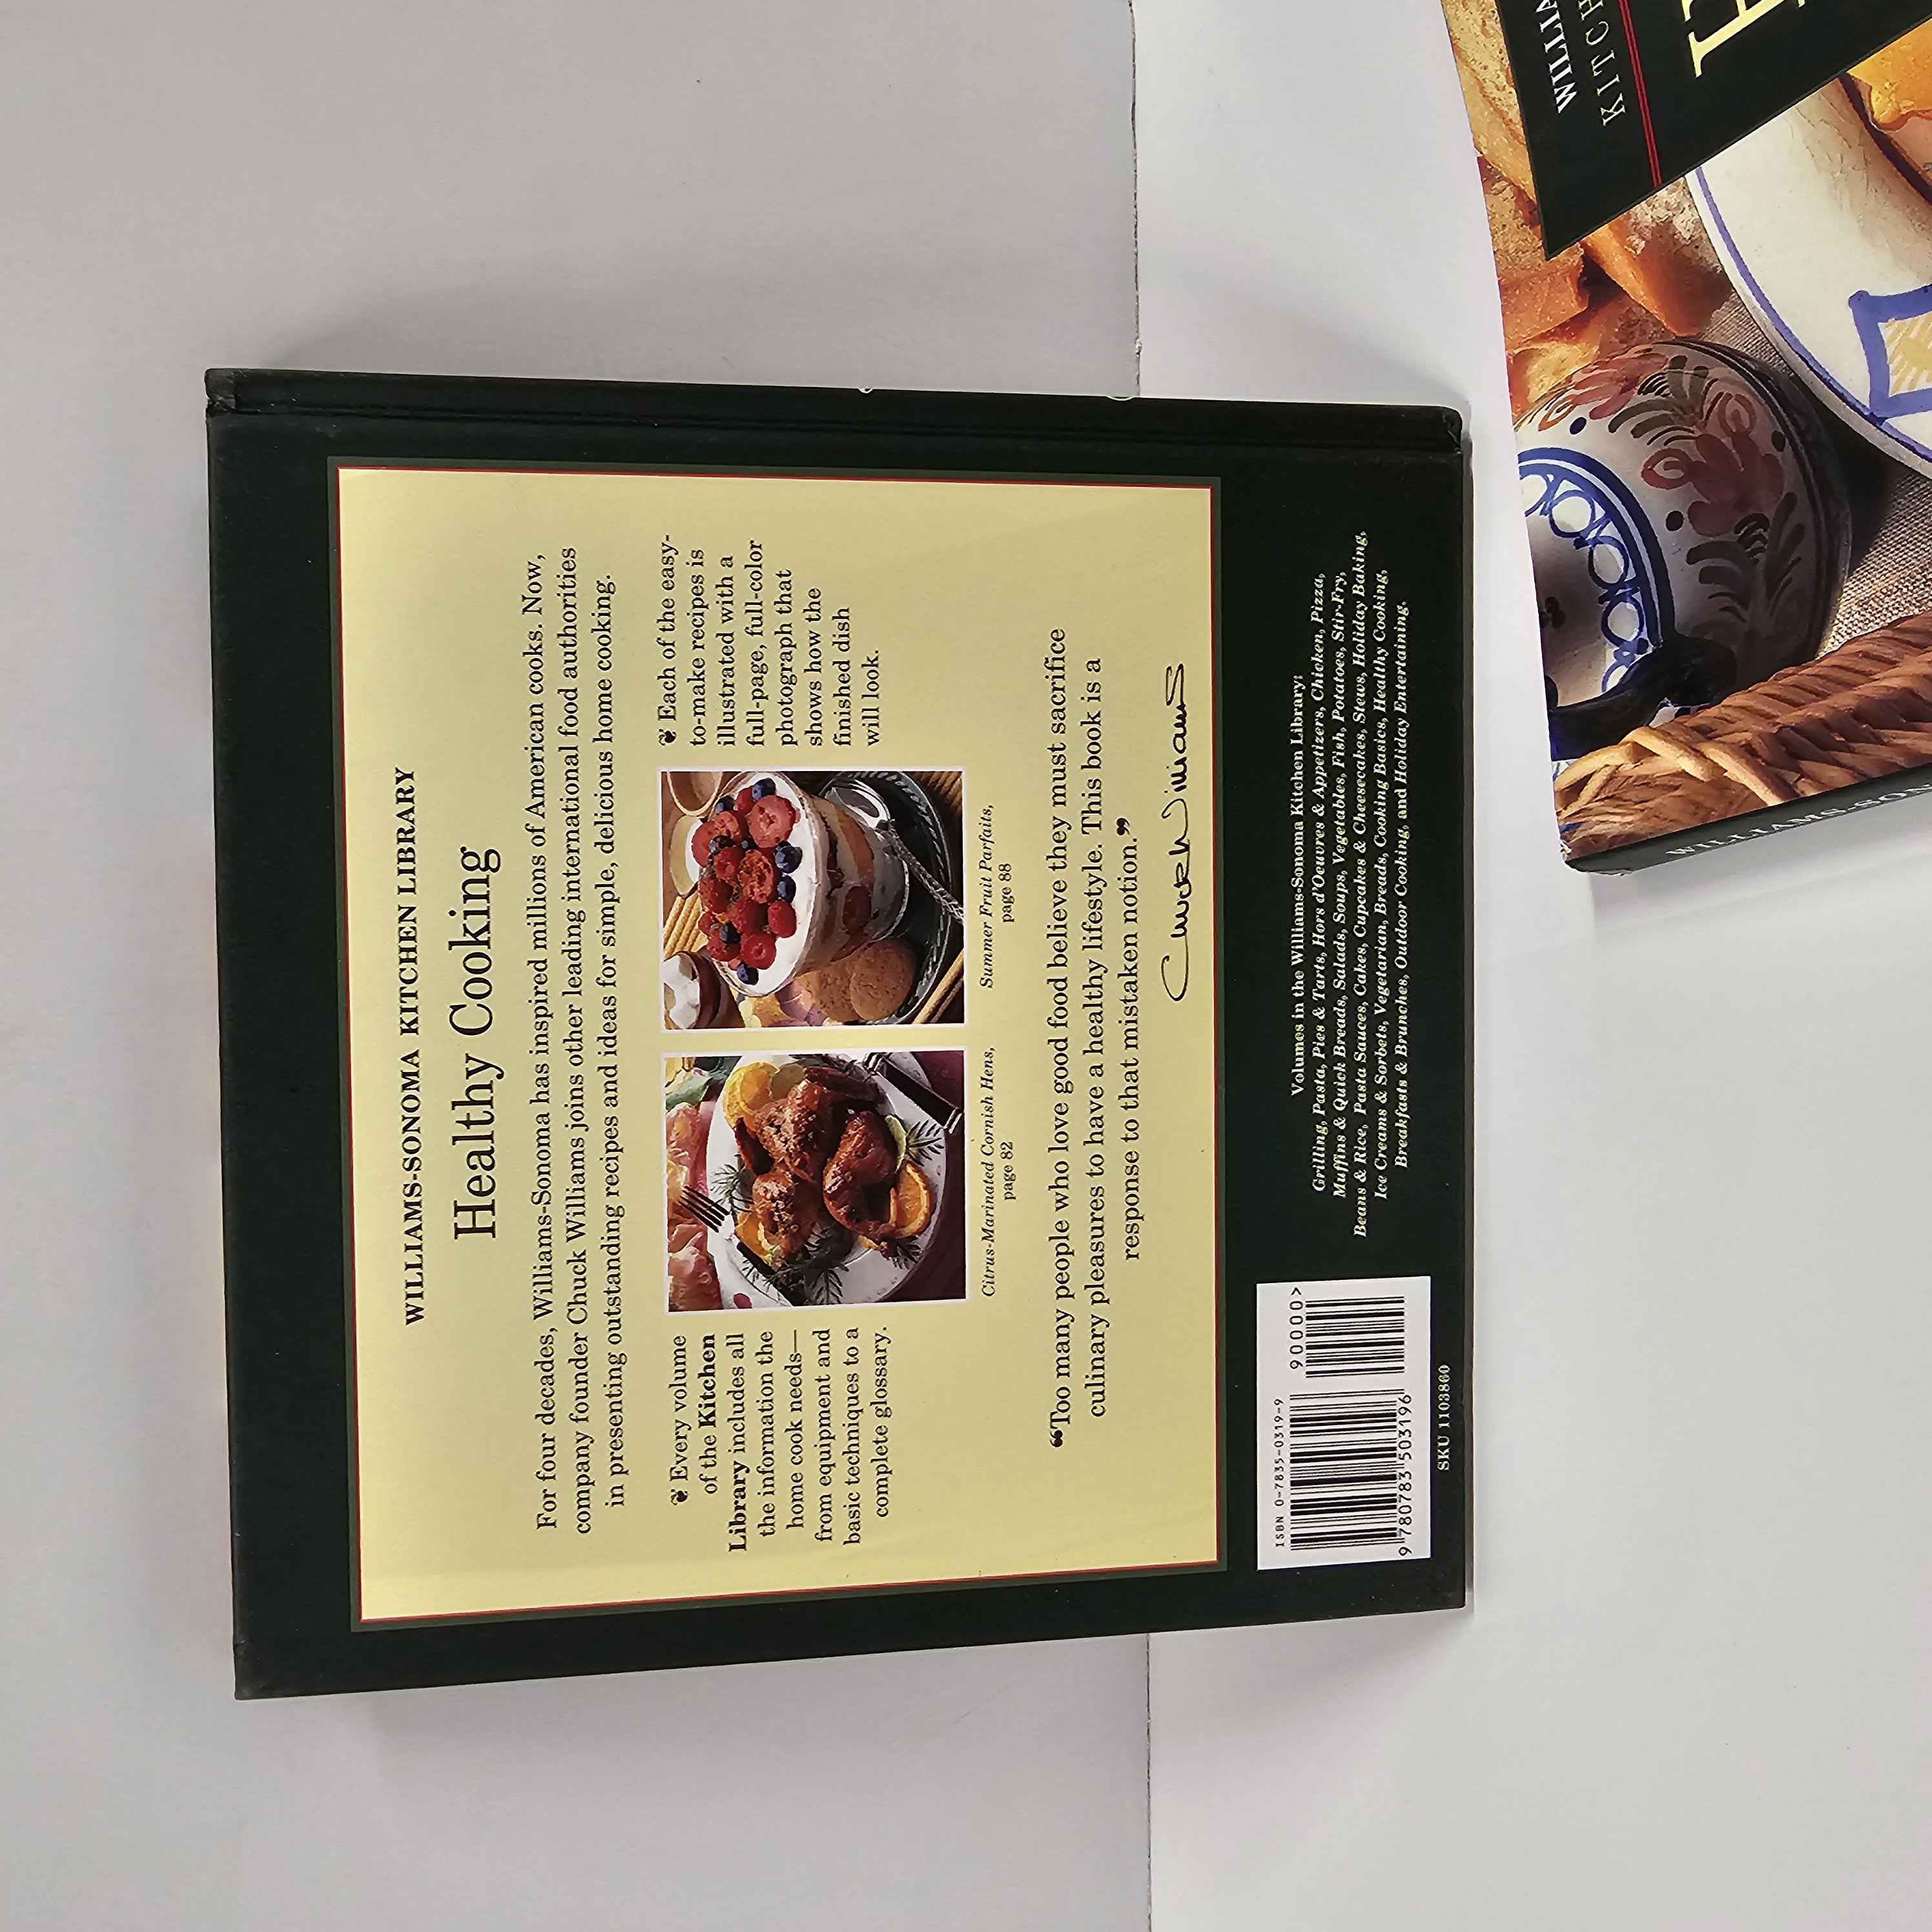 WILLIAMS-SONOMA KITCHEN LIBRARY
Healthy Cooking
For four decades, Williams-Sonoma has inspired millions of American cooks. Now,
company founder Chuck Williams joins other leading international food authorities
in presenting outstanding recipes and ideas for simple, delicious home cooking.
❦ Every volume
of the Kitchen
Library includes all
the information the
home cook needs—
from equipment and
basic techniques to a
complete glossary.
❦ Each of the easy-
to-make recipes is
illustrated with a
full-page, full-color
photograph that
shows how the
finished dish
will look.
Citrus-Marinated Cornish Hens,
page 82
Summer Fruit Parfaits,
page 88
❝Too many people who love good food believe they must sacrifice
culinary pleasures to have a healthy lifestyle. This book is a
response to that mistaken notion.❞
Chuck Williams
ISBN 0-7835-0319-9
90000>
9 780783 503196
SKU 1103860
Volumes in the Williams-Sonoma Kitchen Library:
Grilling, Pasta, Pies & Tarts, Hors d'Oeuvres & Appetizers, Chicken, Pizza,
Muffins & Quick Breads, Salads, Soups, Vegetables, Fish, Potatoes, Stir-Fry,
Beans & Rice, Pasta Sauces, Cakes, Cupcakes & Cheesecakes, Stews, Holiday Baking,
Ice Creams & Sorbets, Vegetarian, Breads, Cooking Basics, Healthy Cooking,
Breakfasts & Brunches, Outdoor Cooking, and Holiday Entertaining.
WILLIA
KITCH
WILLIAMS-SO